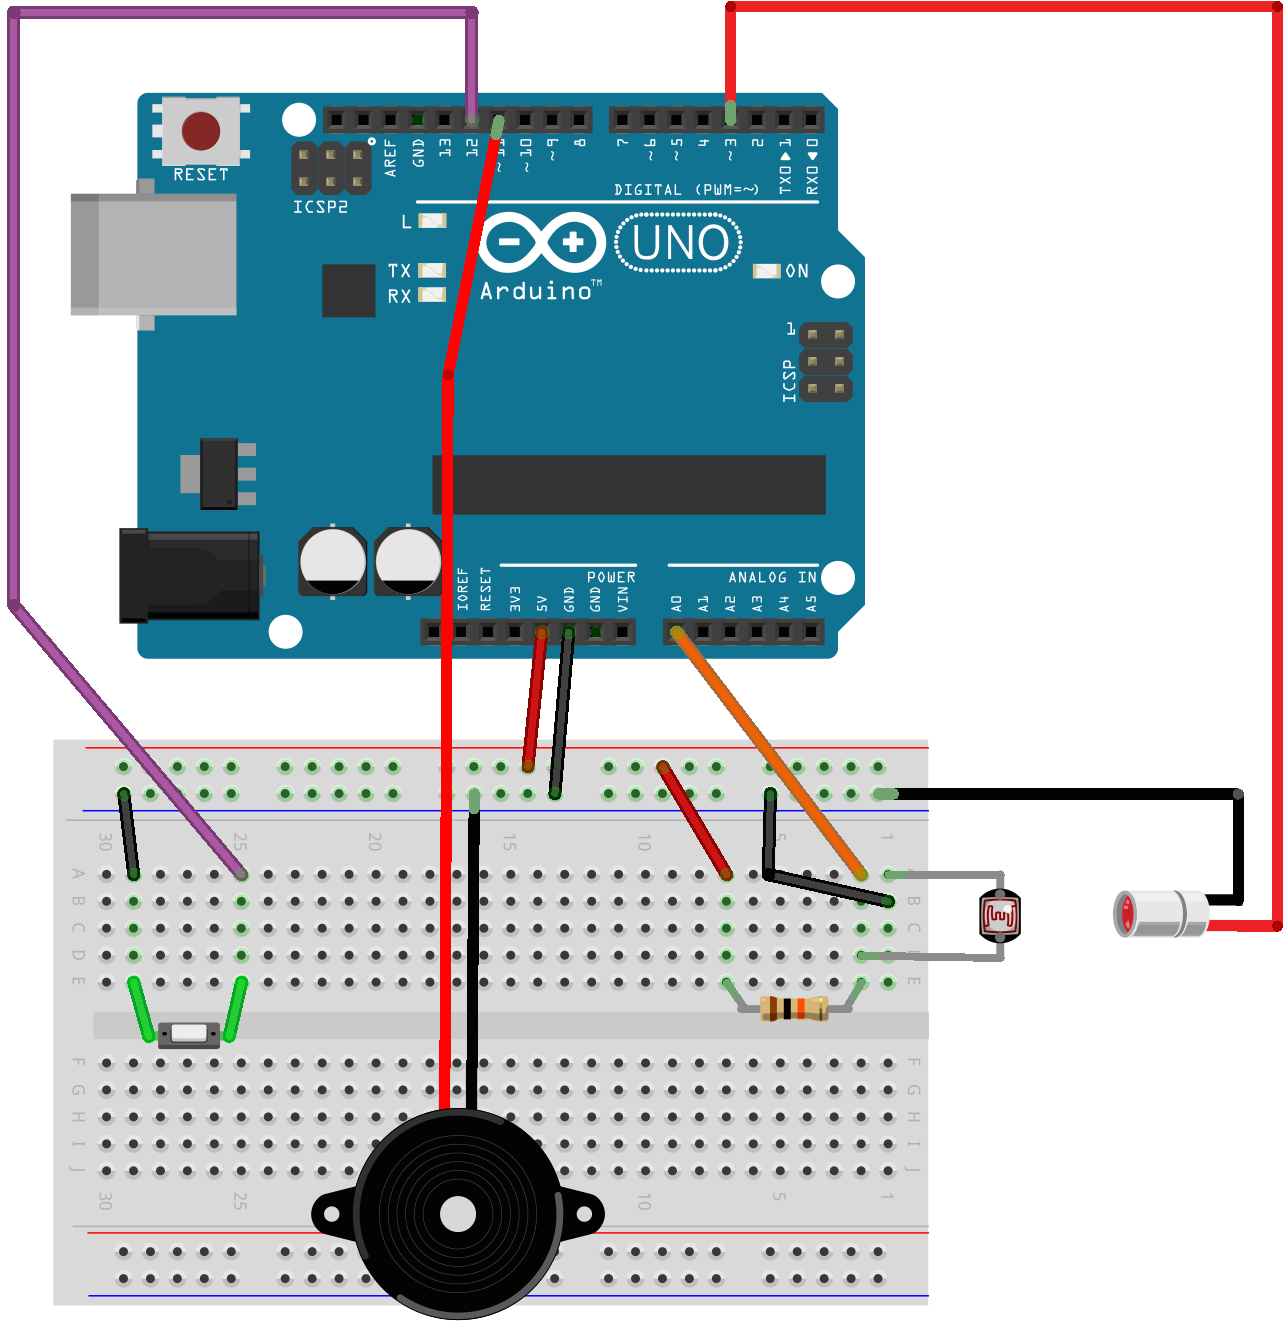 RESET
ICSP2
AREF
GND
13
12
~11
~10
~9
8
7
~6
~5
4
~3
2
TX0▶1
RX0◀0
DIGITAL (PWM=~)
L
TX
RX
Arduino™
UNO
ON
1
ICSP
POWER
ANALOG IN
IOREF
RESET
3V3
5V
GND
GND
VIN
A0
A1
A2
A3
A4
A5
30
25
20
15
10
5
1
A
B
C
D
E
B
D
E
F
G
H
I
J
F
G
H
I
J
30
25
10
5
1